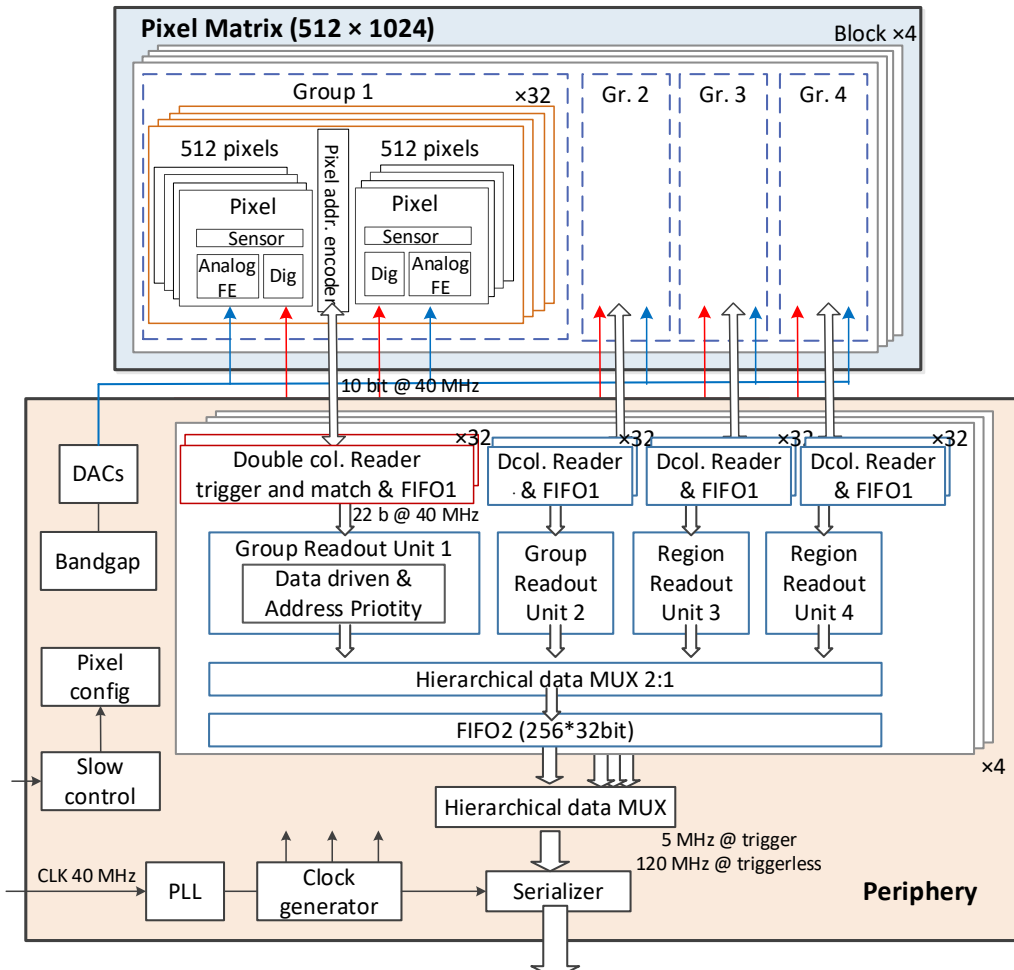 Pixel Matrix (512 × 1024)
Block ×4
Group 1
×32
Gr. 2
Gr. 3
Gr. 4
512 pixels
Pixel addr. encoder
512 pixels
Pixel
Sensor
Analog
FE
Dig
Pixel
Sensor
Dig
Analog
FE
10 bit @ 40 MHz
DACs
Bandgap
×32
Double col. Reader
trigger and match & FIFO1
×32
Dcol. Reader
& FIFO1
×32
Dcol. Reader
& FIFO1
×32
Dcol. Reader
& FIFO1
22 b @ 40 MHz
Group Readout Unit 1
Data driven &
Address Priotity
Group
Readout
Unit 2
Region
Readout
Unit 3
Region
Readout
Unit 4
Pixel
config
Hierarchical data MUX 2:1
FIFO2 (256*32bit)
Slow
control
×4
Hierarchical data MUX
5 MHz @ trigger
120 MHz @ triggerless
CLK 40 MHz
PLL
Clock
generator
Serializer
Periphery